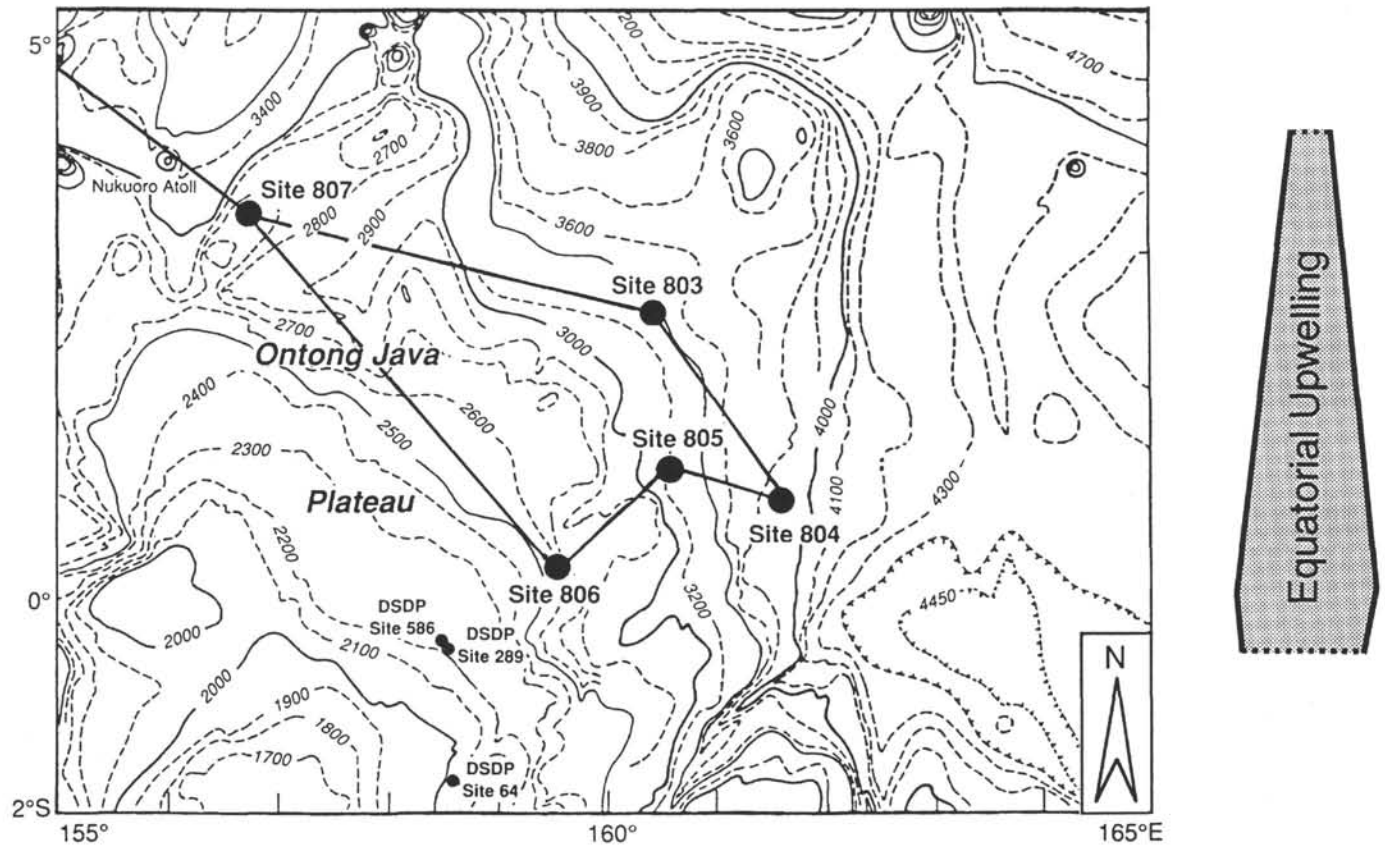 5°
3400
3900
3800
200
4700
3600
2700
Nukuoro Atoll
Site 807
2800
2900
3600
Site 803
2700
3000
Ontong Java
2400
2600
2500
4000
Site 805
2300
Plateau
4100
4300
Site 804
2200
Site 806
3200
0°
4450
DSDP
Site 586
2000
2100
DSDP
Site 289
2000
1900
1800
1700
DSDP
Site 64
N
2°S
155°
160°
165°E
Equatorial Upwelling